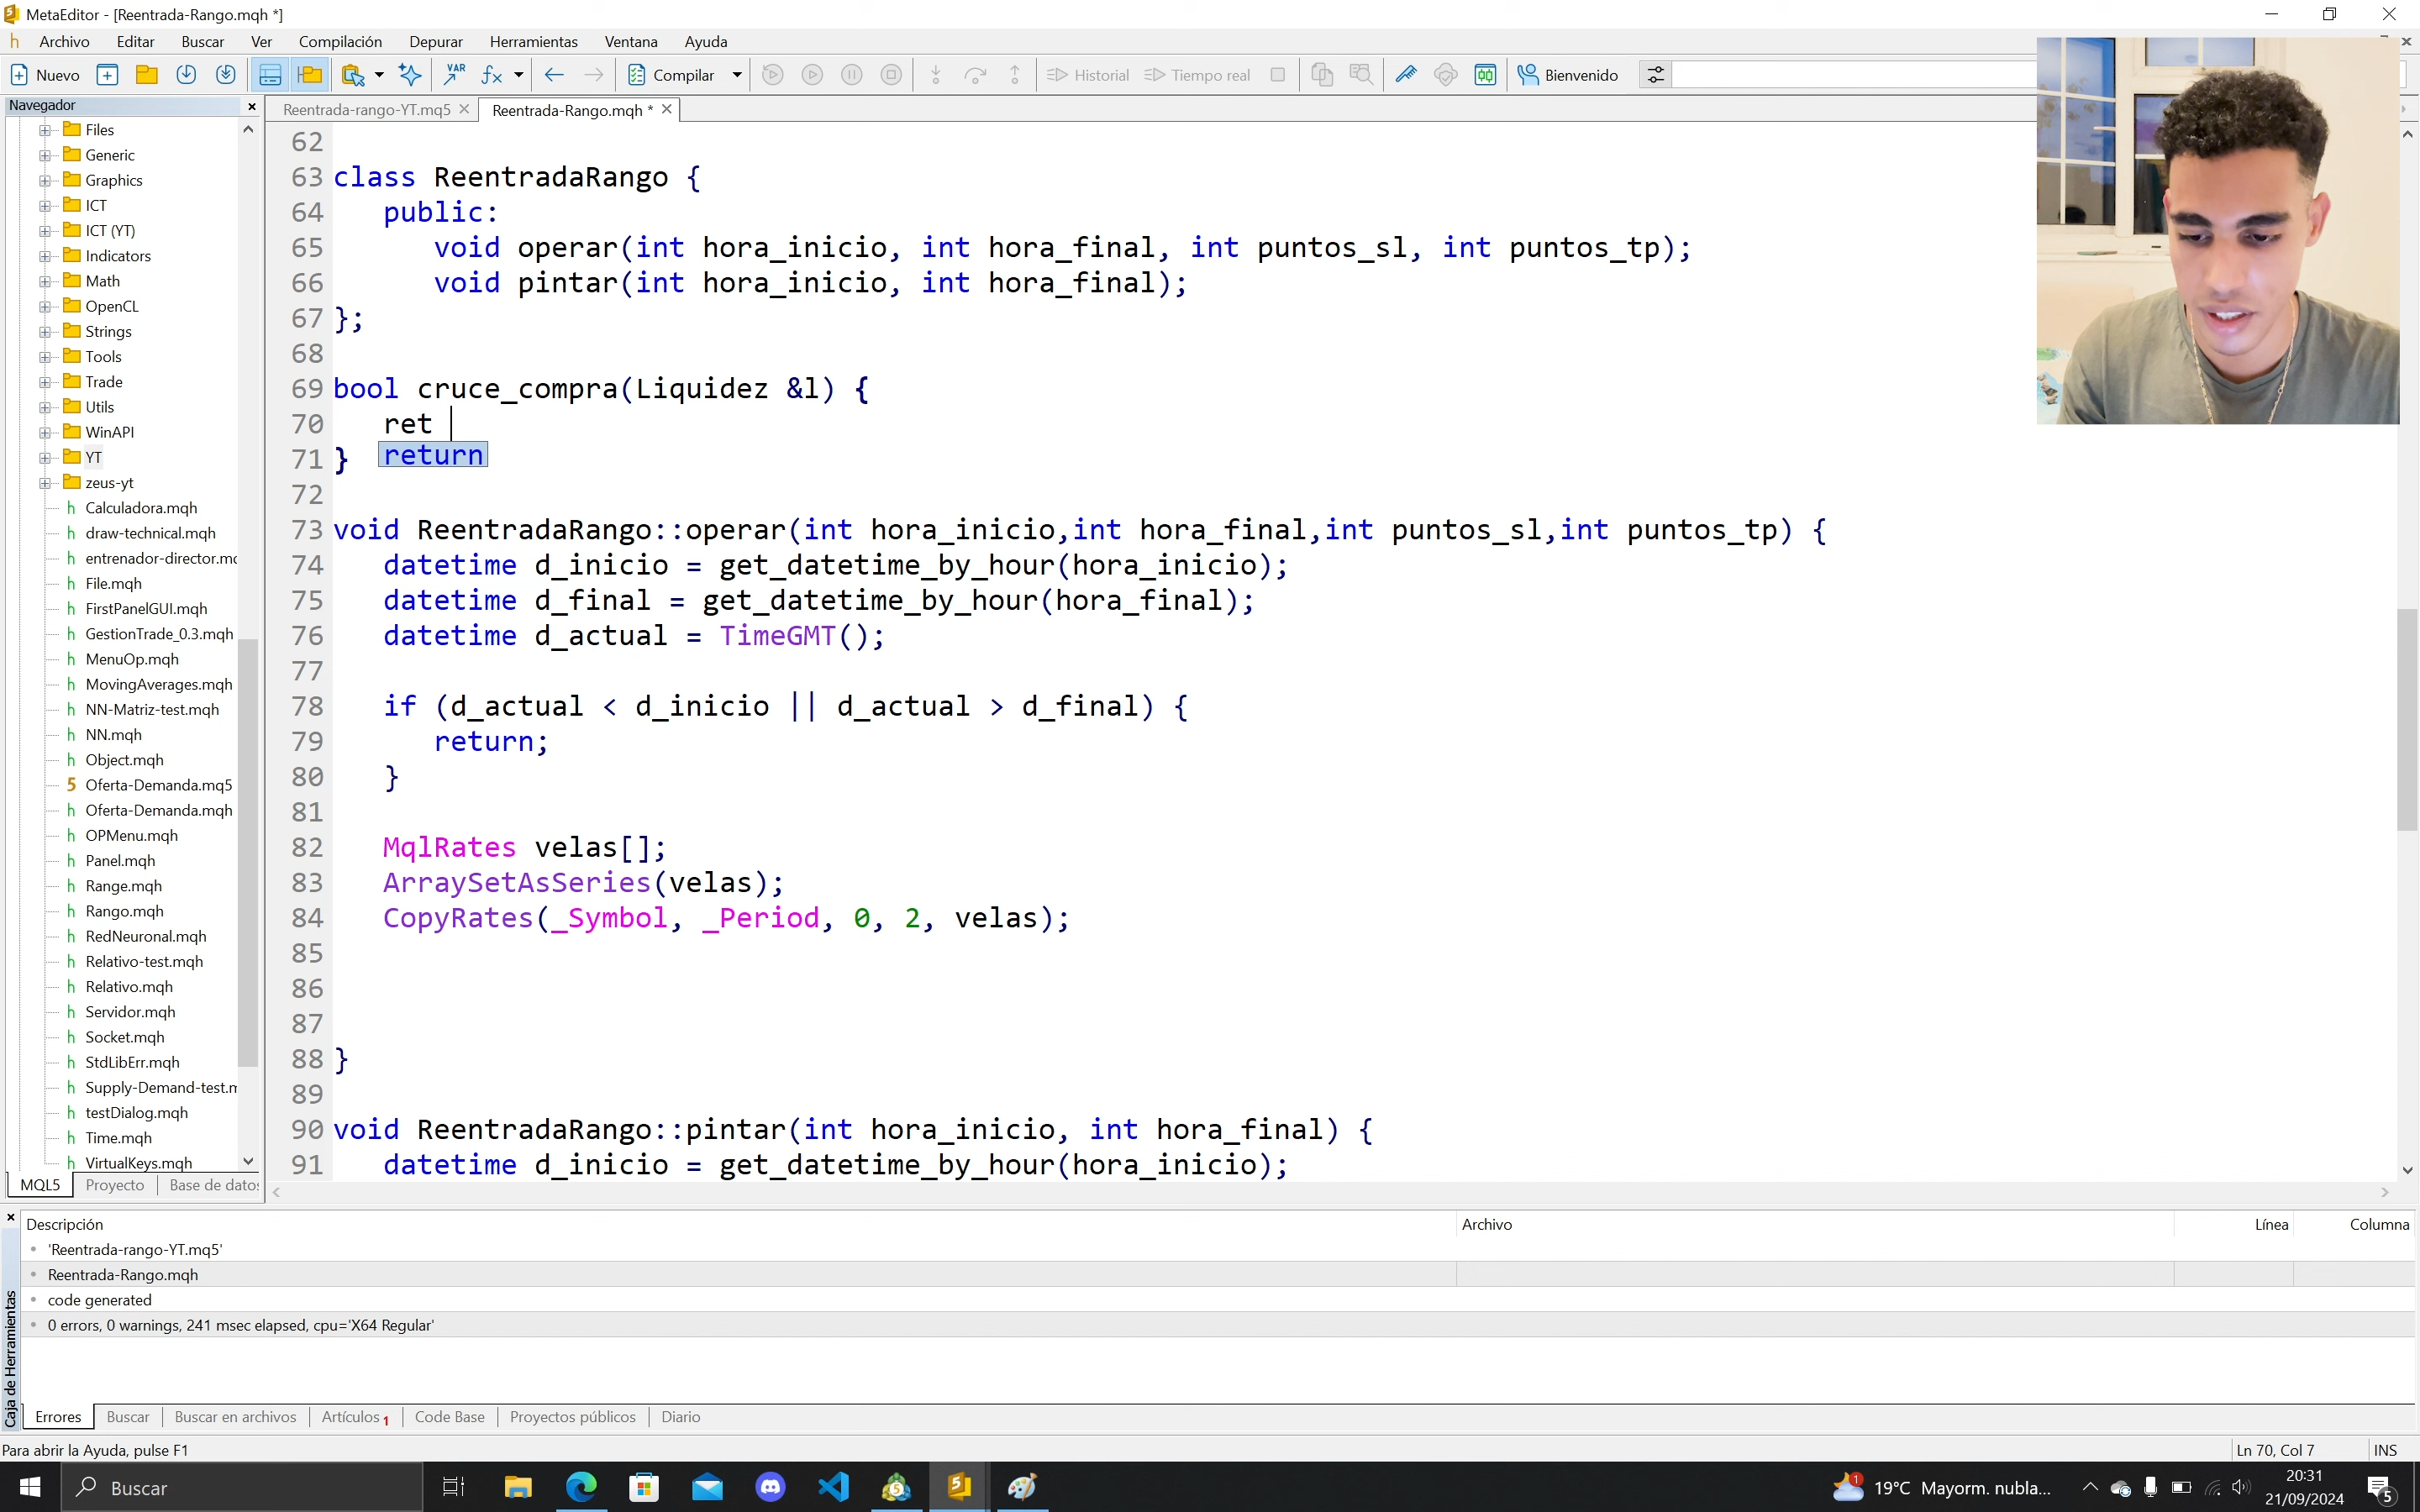 MetaEditor - [Reentrada-Rango.mqh *]
Archivo Editar Buscar Ver Compilación Depurar Herramientas Ventana Ayuda
Nuevo VAR Compilar Historial Tiempo real Bienvenido
Navegador
Reentrada-rango-YT.mq5 Reentrada-Rango.mqh *
Files
Generic
Graphics
ICT
ICT (YT)
Indicators
Math
OpenCL
Strings
Tools
Trade
Utils
WinAPI
YT
zeus-yt
Calculadora.mqh
draw-technical.mqh
entrenador-director.mq
File.mqh
FirstPanelGUI.mqh
GestionTrade_0.3.mqh
MenuOp.mqh
MovingAverages.mqh
NN-Matriz-test.mqh
NN.mqh
Object.mqh
Oferta-Demanda.mq5
Oferta-Demanda.mqh
OPMenu.mqh
Panel.mqh
Range.mqh
Rango.mqh
RedNeuronal.mqh
Relativo-test.mqh
Relativo.mqh
Servidor.mqh
Socket.mqh
StdLibErr.mqh
Supply-Demand-test.m
testDialog.mqh
Time.mqh
VirtualKeys.mqh
MQL5 Proyecto Base de datos
62
63 class ReentradaRango {
64 public:
65 void operar(int hora_inicio, int hora_final, int puntos_sl, int puntos_tp);
66 void pintar(int hora_inicio, int hora_final);
67 };
68
69 bool cruce_compra(Liquidez &l) {
70 ret
71 } return
72
73 void ReentradaRango::operar(int hora_inicio,int hora_final,int puntos_sl,int puntos_tp) {
74 datetime d_inicio = get_datetime_by_hour(hora_inicio);
75 datetime d_final = get_datetime_by_hour(hora_final);
76 datetime d_actual = TimeGMT();
77
78 if (d_actual < d_inicio || d_actual > d_final) {
79 return;
80 }
81
82 MqlRates velas[];
83 ArraySetAsSeries(velas);
84 CopyRates(_Symbol, _Period, 0, 2, velas);
85
86
87
88 }
89
90 void ReentradaRango::pintar(int hora_inicio, int hora_final) {
91 datetime d_inicio = get_datetime_by_hour(hora_inicio);
Descripción Archivo Línea Columna
'Reentrada-rango-YT.mq5'
Reentrada-Rango.mqh
code generated
0 errors, 0 warnings, 241 msec elapsed, cpu='X64 Regular'
Caja de Herramientas
Errores Buscar Buscar en archivos Artículos 1 Code Base Proyectos públicos Diario
Para abrir la Ayuda, pulse F1 Ln 70, Col 7 INS
Buscar 1 19°C Mayorm. nubla... 20:31
21/09/2024 5